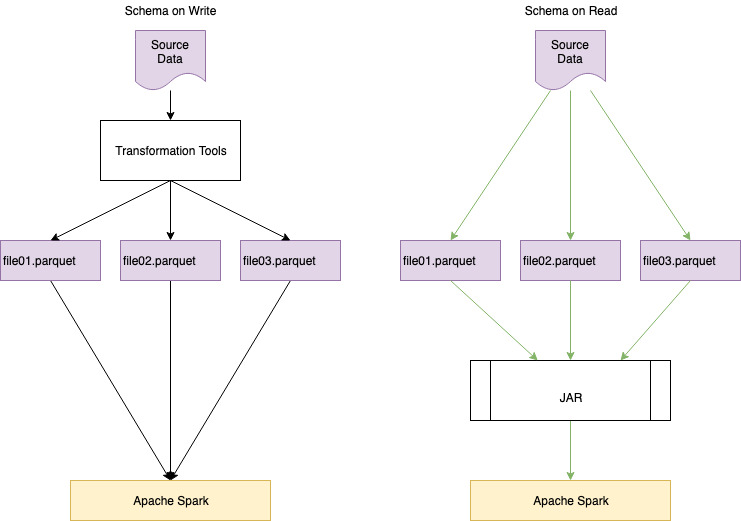 Schema on Write
Source
Data
Transformation Tools
file01.parquet
file02.parquet
file03.parquet
Apache Spark
Schema on Read
Source
Data
file01.parquet
file02.parquet
file03.parquet
JAR
Apache Spark